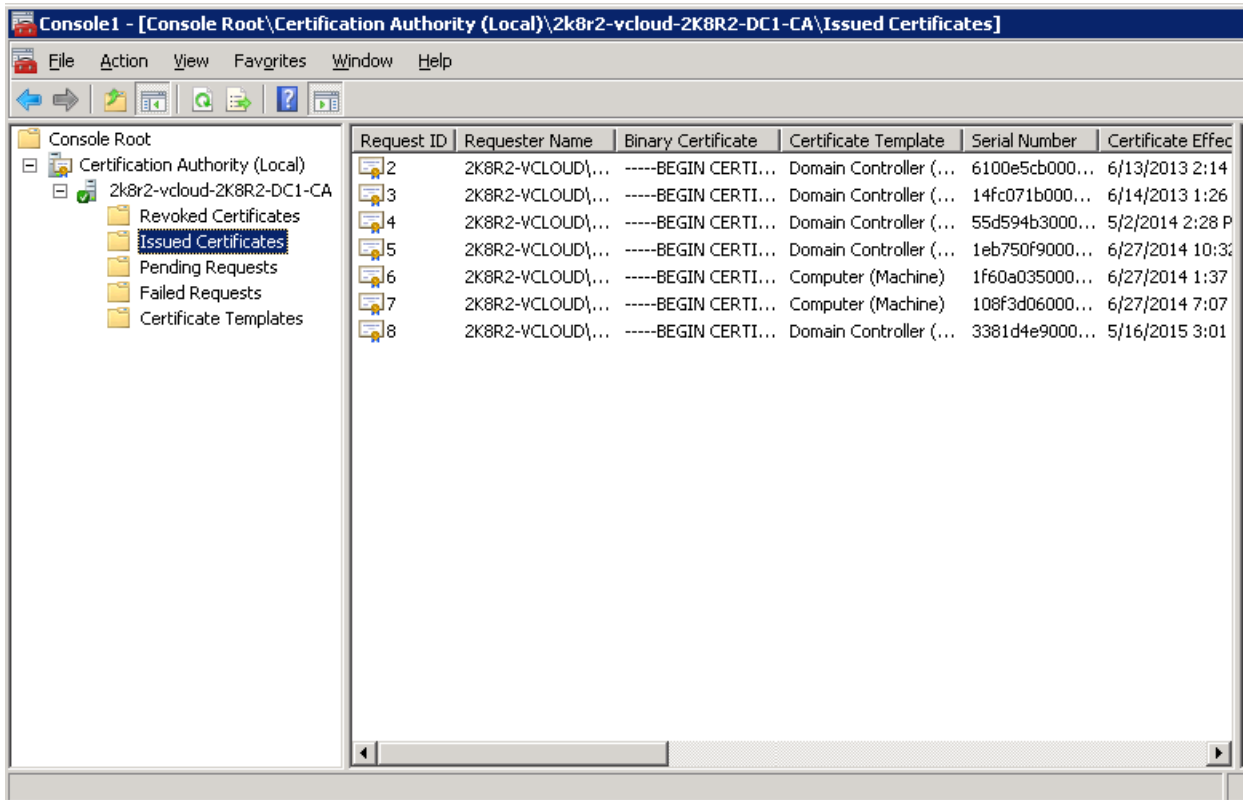 Console1 - [Console Root\Certification Authority (Local)\2k8r2-vcloud-2K8R2-DC1-CA\Issued Certificates]
File Action View Favorites Window Help
Console Root
Certification Authority (Local)
2k8r2-vcloud-2K8R2-DC1-CA
Revoked Certificates
Issued Certificates
Pending Requests
Failed Requests
Certificate Templates
Request ID Requester Name Binary Certificate Certificate Template Serial Number Certificate Effec
2 2K8R2-VCLOUD\... -----BEGIN CERTI... Domain Controller (... 6100e5cb000... 6/13/2013 2:14
3 2K8R2-VCLOUD\... -----BEGIN CERTI... Domain Controller (... 14fc071b000... 6/14/2013 1:26
4 2K8R2-VCLOUD\... -----BEGIN CERTI... Domain Controller (... 55d594b3000... 5/2/2014 2:28 P
5 2K8R2-VCLOUD\... -----BEGIN CERTI... Domain Controller (... 1eb750f9000... 6/27/2014 10:32
6 2K8R2-VCLOUD\... -----BEGIN CERTI... Computer (Machine) 1f60a035000... 6/27/2014 1:37
7 2K8R2-VCLOUD\... -----BEGIN CERTI... Computer (Machine) 108f3d06000... 6/27/2014 7:07
8 2K8R2-VCLOUD\... -----BEGIN CERTI... Domain Controller (... 3381d4e9000... 5/16/2015 3:01